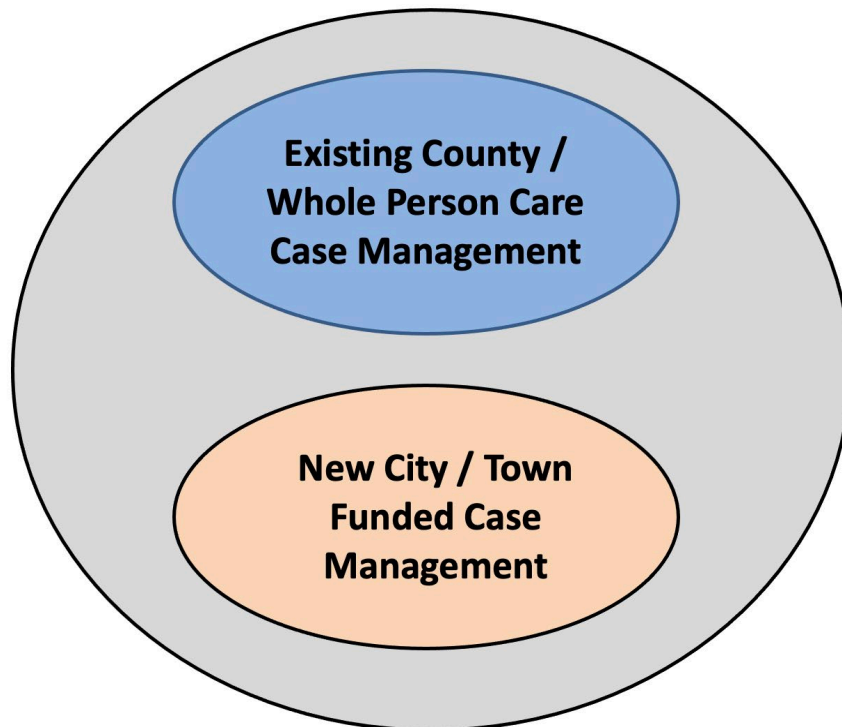 Existing County /
Whole Person Care
Case Management
New City / Town
Funded Case
Management